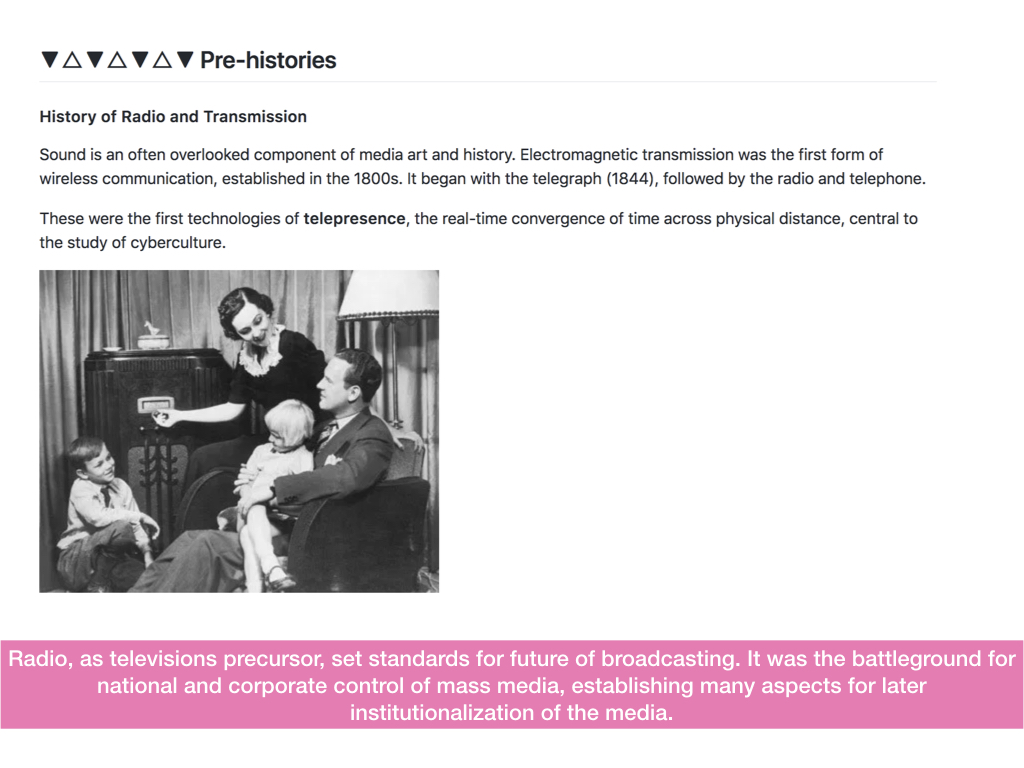 ▼△▼△▼△▼ Pre-histories
History of Radio and Transmission
Sound is an often overlooked component of media art and history. Electromagnetic transmission was the first form of
wireless communication, established in the 1800s. It began with the telegraph (1844), followed by the radio and telephone.
These were the first technologies of telepresence, the real-time convergence of time across physical distance, central to
the study of cyberculture.
Radio, as televisions precursor, set standards for future of broadcasting. It was the battleground for
national and corporate control of mass media, establishing many aspects for later
institutionalization of the media.